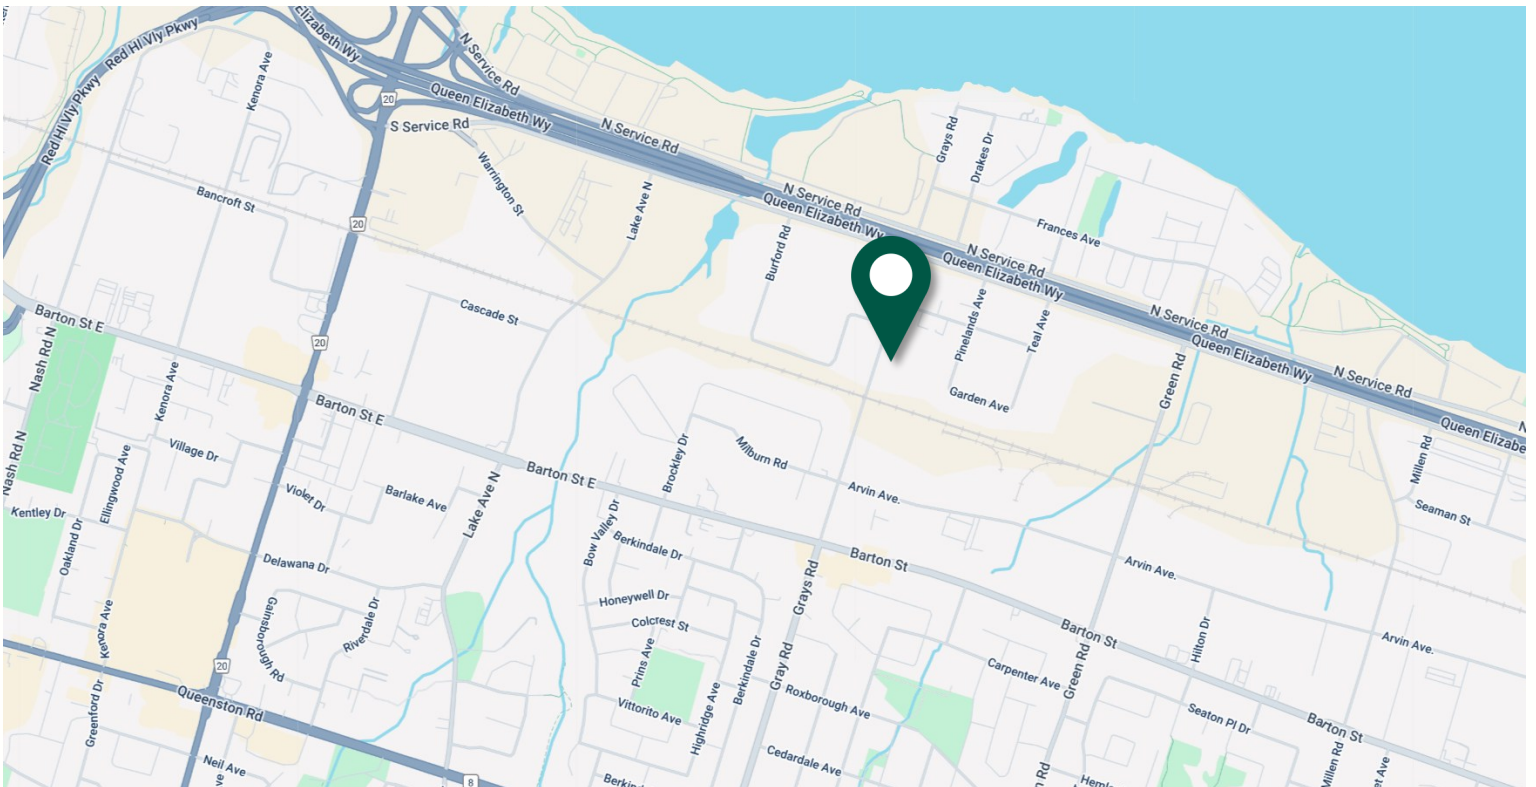 Red Hl Vly Pkwy
Elizabeth Wy
N Service Rd
Kenora Ave
20
Queen Elizabeth Wy
Red Hl Vly Pkwy
S Service Rd
N Service Rd
Grays Rd
Drakes Dr
Warrington St
Bancroft St
Lake Ave N
N Service Rd
Queen Elizabeth Wy
20
Frances Ave
Burford Rd
N Service Rd
Queen Elizabeth Wy
Cascade St
Barton St E
Pinelands Ave
Teal Ave
N Service Rd
Queen Elizabeth Wy
20
Nash Rd N
Kenora Ave
Green Rd
N Service Rd
Garden Ave
Barton St E
Queen Elizabe
N
Village Dr
Brockley Dr
Milburn Rd
Millen Rd
Nash Rd N
Ellingwood Ave
Barton St E
Violet Dr
Barlake Ave
Lake Ave N
Arvin Ave.
Seaman St
Kentley Dr
Oakland Dr
Bow Valley Dr
Berkindale Dr
Barton St
Delawana Dr
Arvin Ave.
Grays Rd
Honeywell Dr
Colcrest St
Gainsborough Rd
Riverdale Dr
Kenora Ave
Barton St
Hilton Dr
Arvin Ave.
Prins Ave
Berkindale Dr
Gray Rd
Green Rd
Carpenter Ave
20
Queenston Rd
Greenford Dr
Vittorito Ave
Highridge Ave
Roxborough Ave
Seaton Pl Dr
Barton St
Neil Ave
Cedardale Ave
Millen Rd
8
Berkin
n Rd
Heml
et Ave
ve